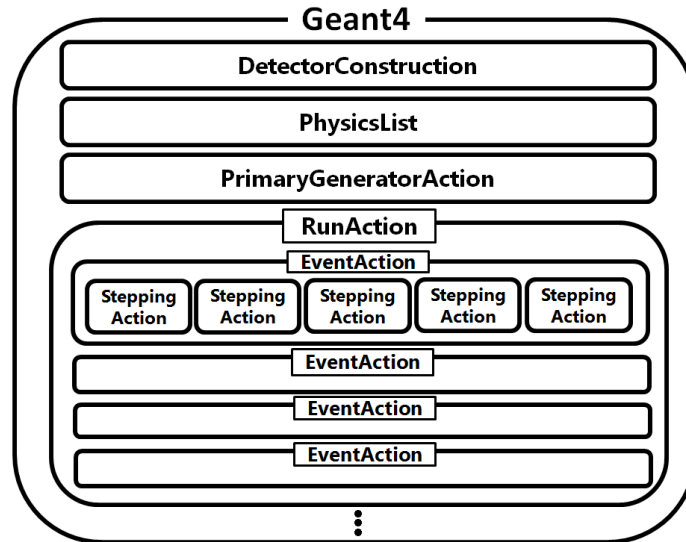 Geant4
DetectorConstruction
PhysicsList
PrimaryGeneratorAction
RunAction
EventAction
Stepping
Action
Stepping
Action
Stepping
Action
Stepping
Action
Stepping
Action
EventAction
EventAction
EventAction